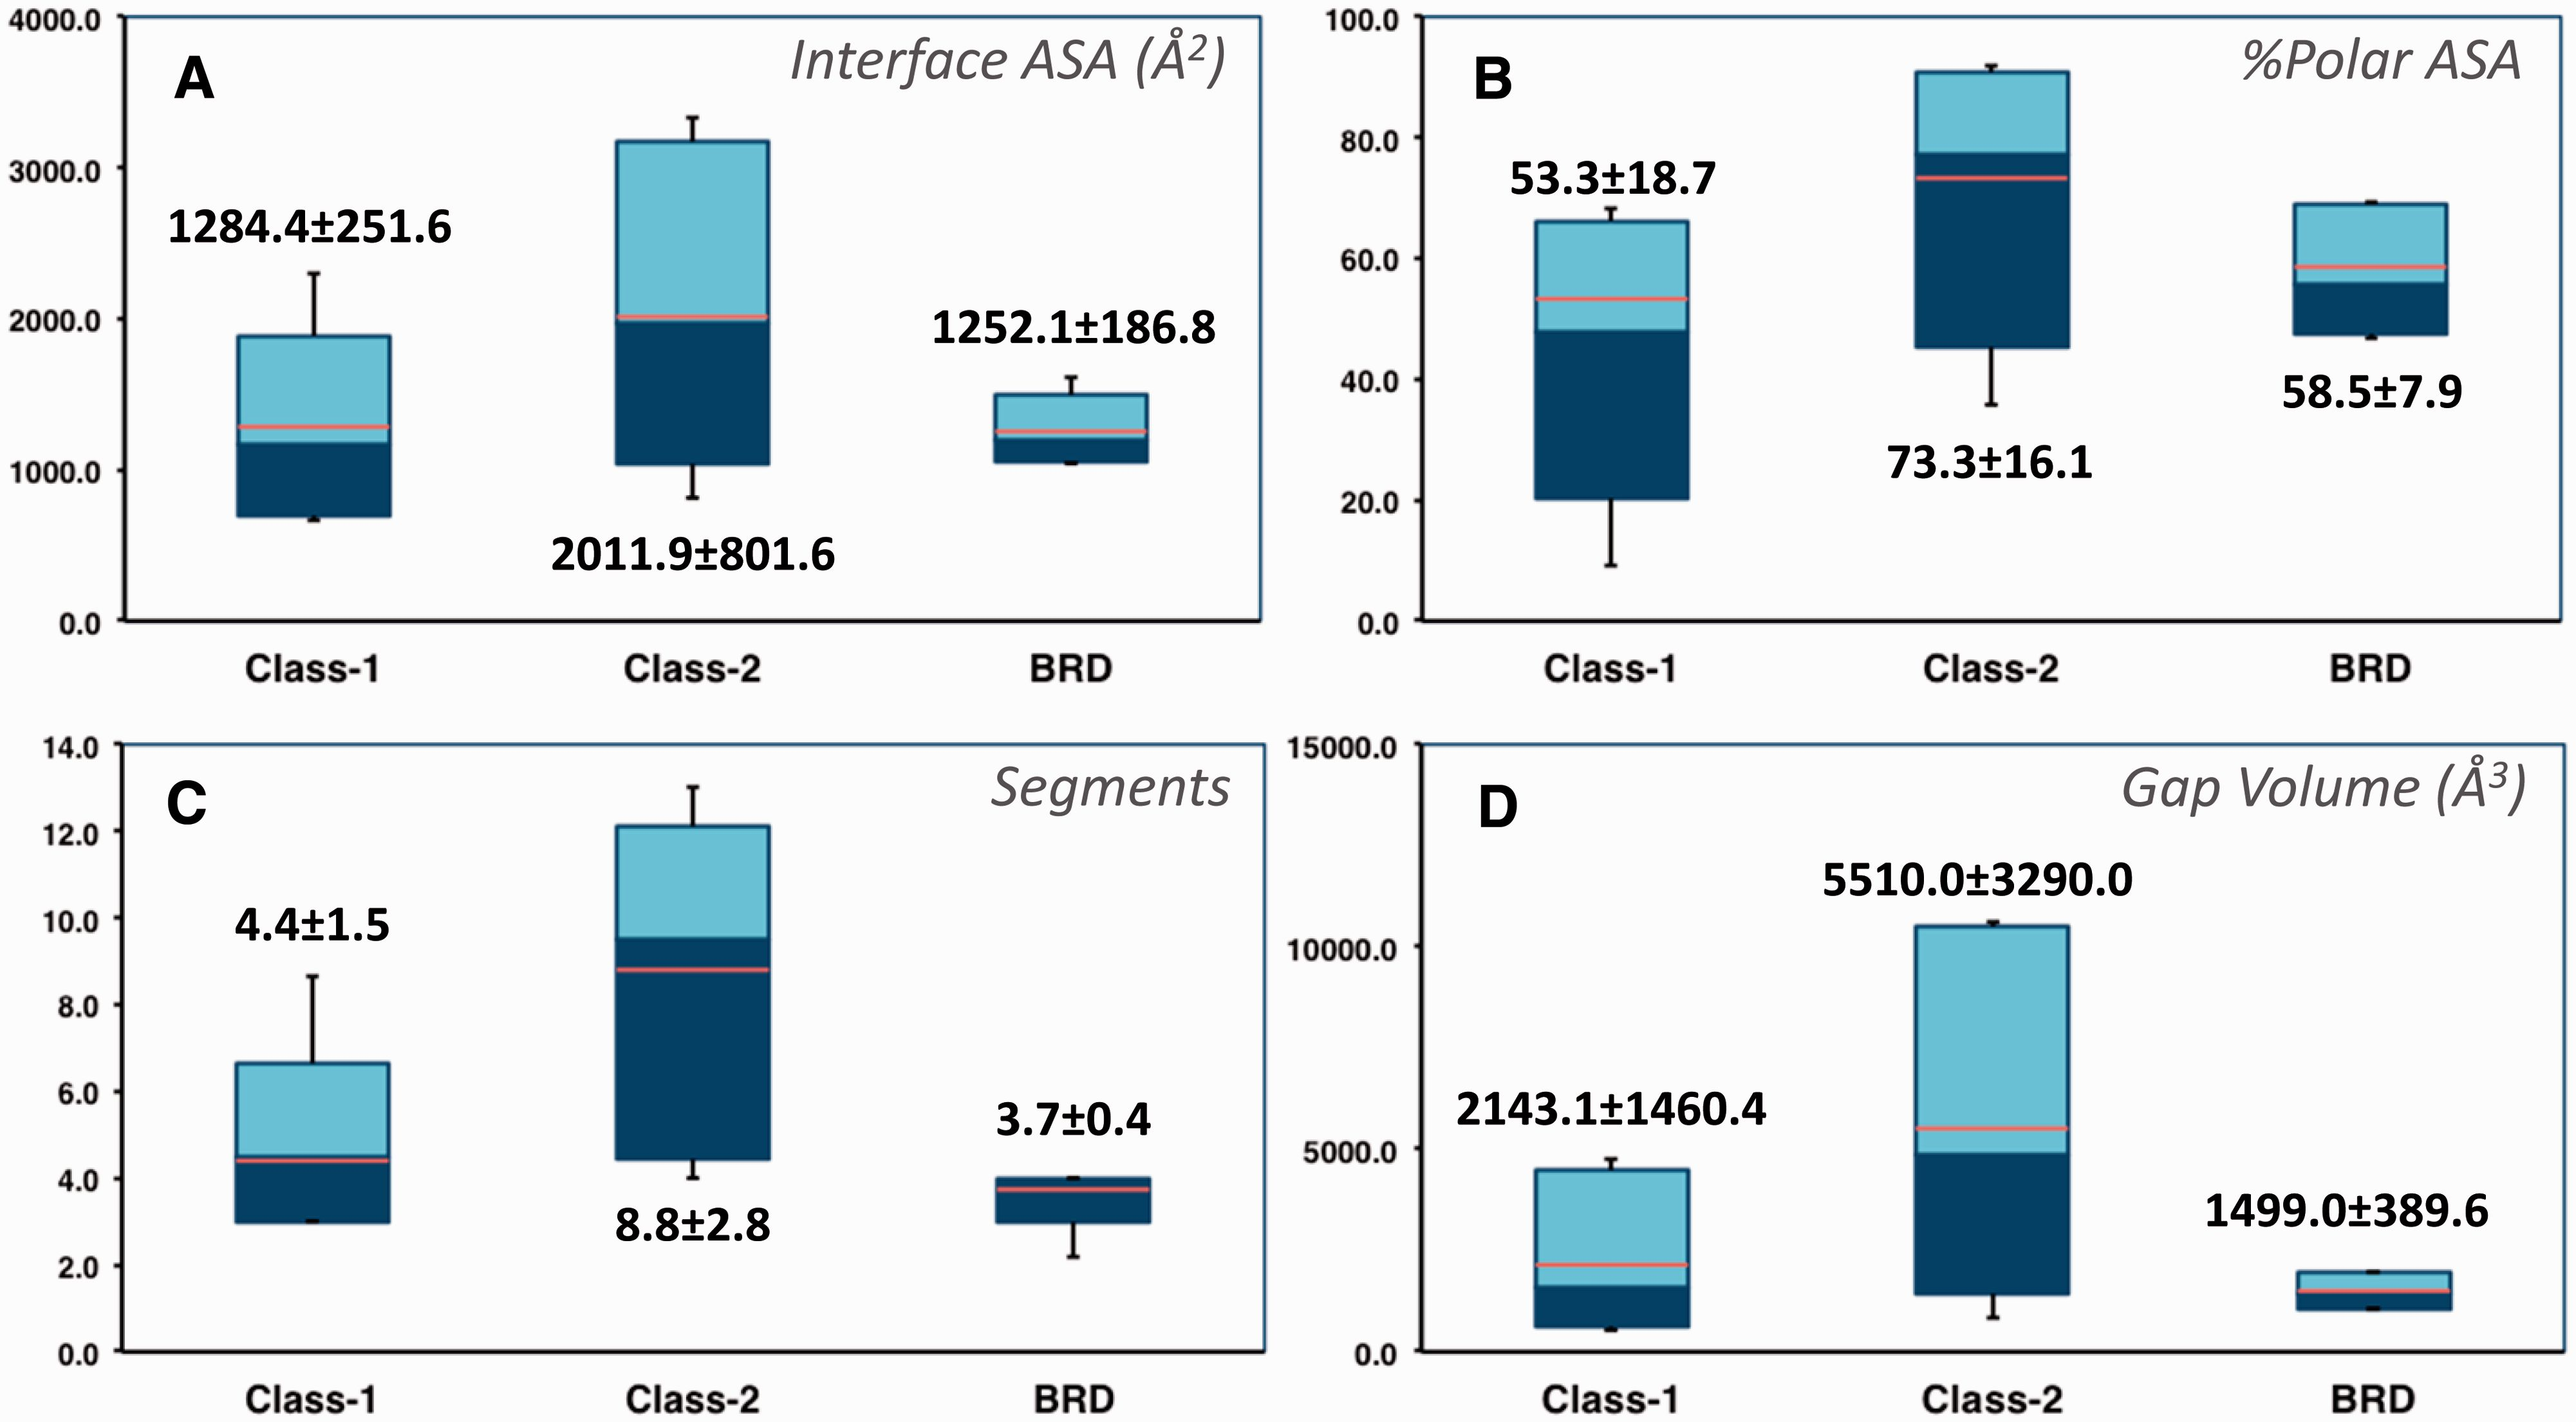 A
Interface ASA (Å²)
4000.0
3000.0
2000.0
1000.0
0.0
1284.4±251.6
2011.9±801.6
1252.1±186.8
Class-1
Class-2
BRD
B
%Polar ASA
100.0
80.0
60.0
40.0
20.0
0.0
53.3±18.7
73.3±16.1
58.5±7.9
Class-1
Class-2
BRD
C
Segments
14.0
12.0
10.0
8.0
6.0
4.0
2.0
0.0
4.4±1.5
8.8±2.8
3.7±0.4
Class-1
Class-2
BRD
D
Gap Volume (Å³)
15000.0
10000.0
5000.0
0.0
2143.1±1460.4
5510.0±3290.0
1499.0±389.6
Class-1
Class-2
BRD